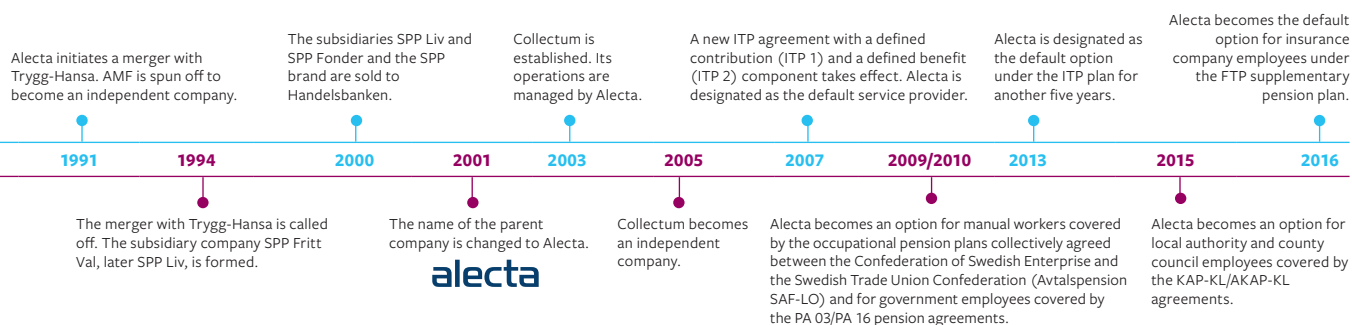 Alecta initiates a merger with
Trygg-Hansa. AMF is spun off to
become an independent company.
The subsidiaries SPP Liv and
SPP Fonder and the SPP
brand are sold to
Handelsbanken.
Collectum is
established. Its
operations are
managed by Alecta.
A new ITP agreement with a defined
contribution (ITP 1) and a defined benefit
(ITP 2) component takes effect. Alecta is
designated as the default service provider.
Alecta is designated as
the default option
under the ITP plan for
another five years.
Alecta becomes the default
option for insurance
company employees under
the FTP supplementary
pension plan.
1991 1994 2000 2001 2003 2005 2007 2009/2010 2013 2015 2016
The merger with Trygg-Hansa is called
off. The subsidiary company SPP Fritt
Val, later SPP Liv, is formed.
The name of the parent
company is changed to Alecta.
alecta
Collectum becomes
an independent
company.
Alecta becomes an option for manual workers covered
by the occupational pension plans collectively agreed
between the Confederation of Swedish Enterprise and
the Swedish Trade Union Confederation (Avtalspension
SAF-LO) and for government employees covered by
the PA 03/PA 16 pension agreements.
Alecta becomes an option for
local authority and county
council employees covered by
the KAP-KL/AKAP-KL
agreements.